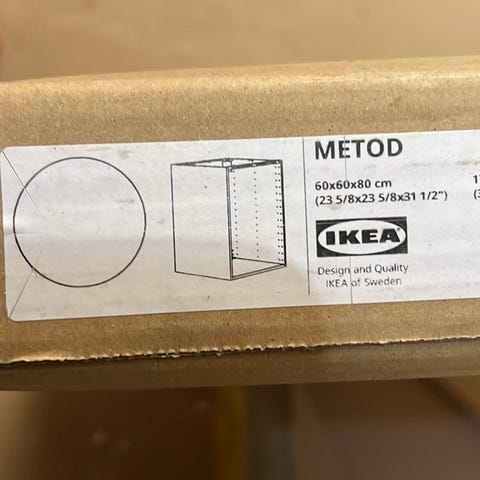 METOD
60x60x80 cm
(23 5/8x23 5/8x31 1/2")
IKEA
Design and Quality
IKEA of Sweden